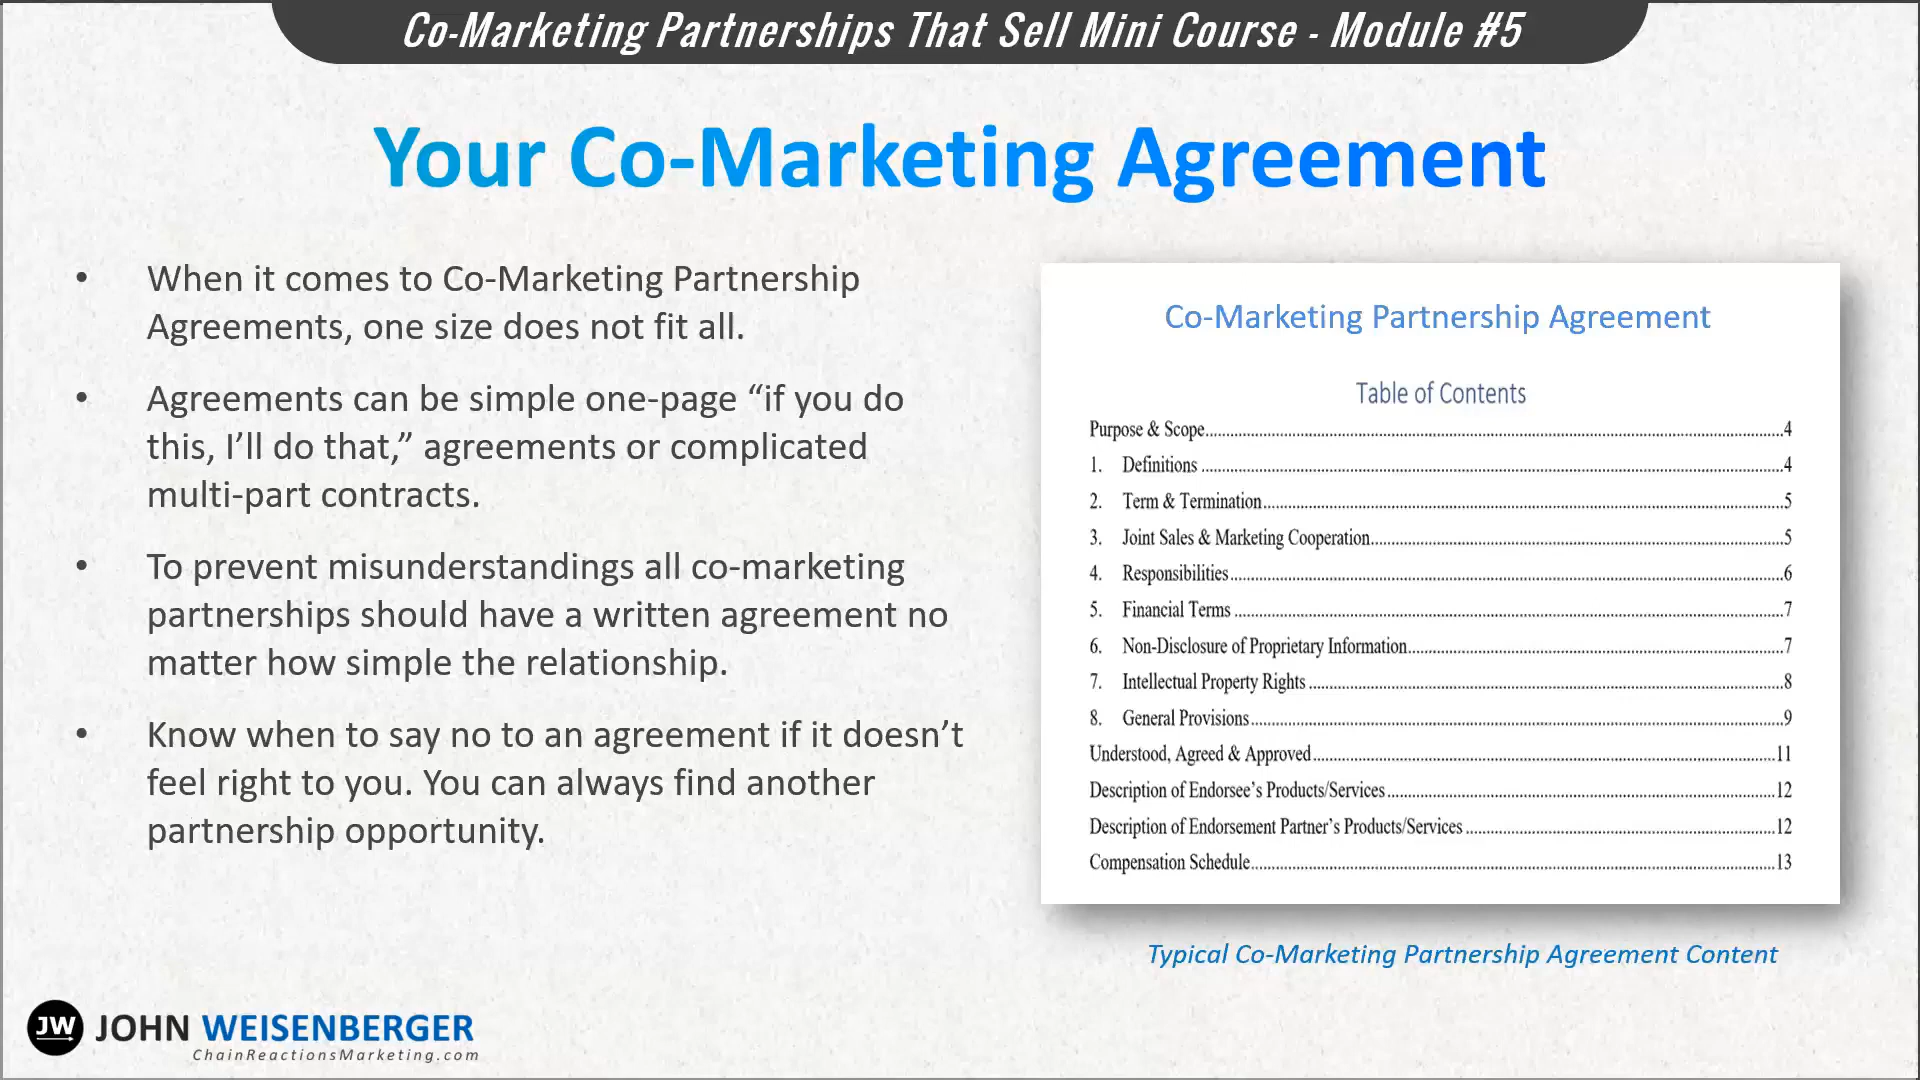 Co-Marketing Partnerships That Sell Mini Course - Module #5
Your Co-Marketing Agreement
• When it comes to Co-Marketing Partnership
Agreements, one size does not fit all.
• Agreements can be simple one-page “if you do
this, I’ll do that,” agreements or complicated
multi-part contracts.
• To prevent misunderstandings all co-marketing
partnerships should have a written agreement no
matter how simple the relationship.
• Know when to say no to an agreement if it doesn’t
feel right to you. You can always find another
partnership opportunity.
Co-Marketing Partnership Agreement
Table of Contents
Purpose & Scope....................4
1. Definitions....................4
2. Term & Termination....................5
3. Joint Sales & Marketing Cooperation....................5
4. Responsibilities....................6
5. Financial Terms....................7
6. Non-Disclosure of Proprietary Information....................7
7. Intellectual Property Rights....................8
8. General Provisions....................9
Understood, Agreed & Approved....................11
Description of Endorsee’s Products/Services....................12
Description of Endorsement Partner’s Products/Services....................12
Compensation Schedule....................13
Typical Co-Marketing Partnership Agreement Content
JW JOHN WEISENBERGER
ChainReactionsMarketing.com